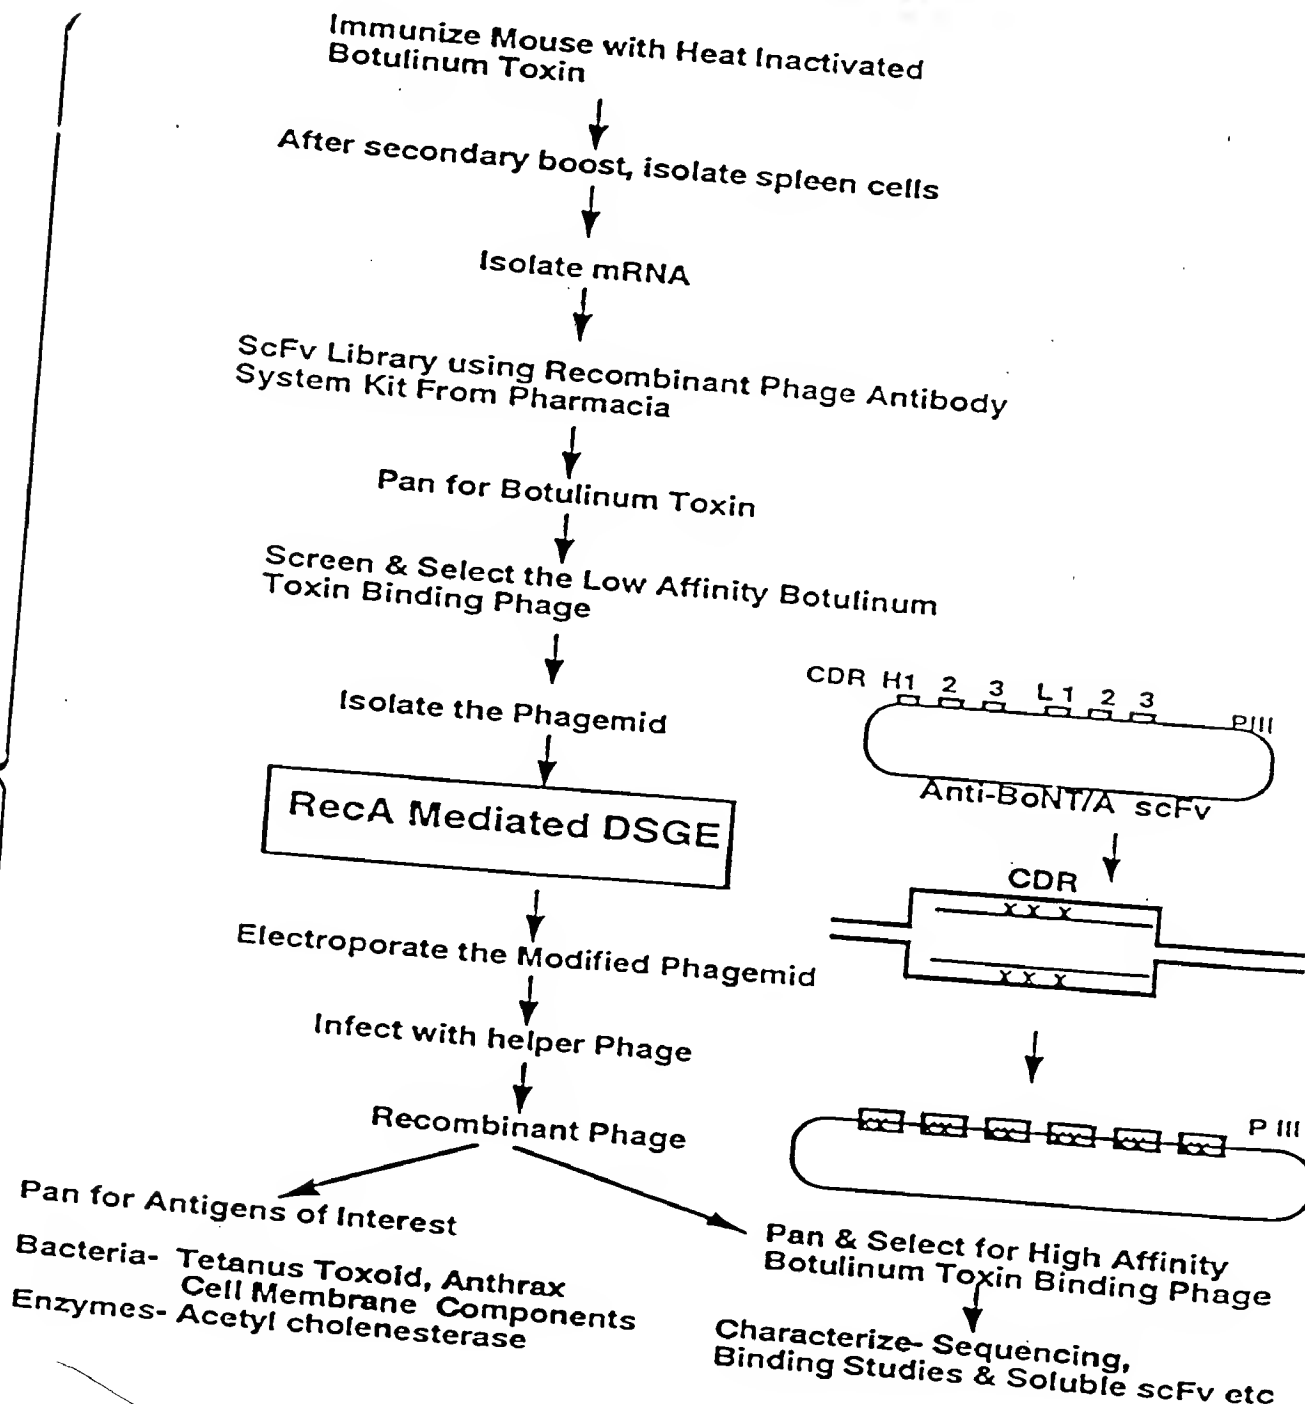 Immunize Mouse with Heat Inactivated
Botulinum Toxin
After secondary boost, isolate spleen cells
Isolate mRNA
ScFv Library using Recombinant Phage Antibody
System Kit From Pharmacia
Pan for Botulinum Toxin
Screen & Select the Low Affinity Botulinum
Toxin Binding Phage
Isolate the Phagemid
RecA Mediated DSGE
Electroporate the Modified Phagemid
Infect with helper Phage
Recombinant Phage
Pan for Antigens of Interest
Bacteria- Tetanus Toxoid, Anthrax
Cell Membrane Components
Enzymes- Acetyl cholenesterase
CDR H1 2 3 L1 2 3
PIII
Anti-BoNT/A scFv
CDR
x x x
x x x
P III
Pan & Select for High Affinity
Botulinum Toxin Binding Phage
Characterize- Sequencing,
Binding Studies & Soluble scFv etc